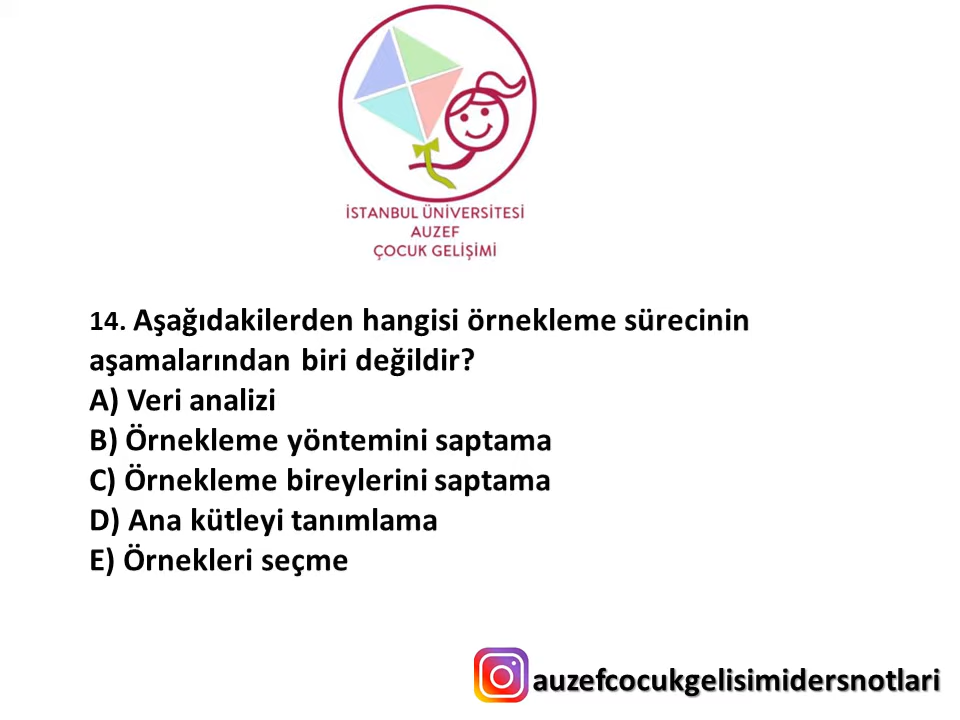 İSTANBUL ÜNİVERSİTESİ
AUZEF
ÇOCUK GELİŞİMİ
14. Aşağıdakilerden hangisi örnekleme sürecinin
aşamalarından biri değildir?
A) Veri analizi
B) Örnekleme yöntemini saptama
C) Örnekleme bireylerini saptama
D) Ana kütleyi tanımlama
E) Örnekleri seçme
auzefcocukgelisimidersnotlari